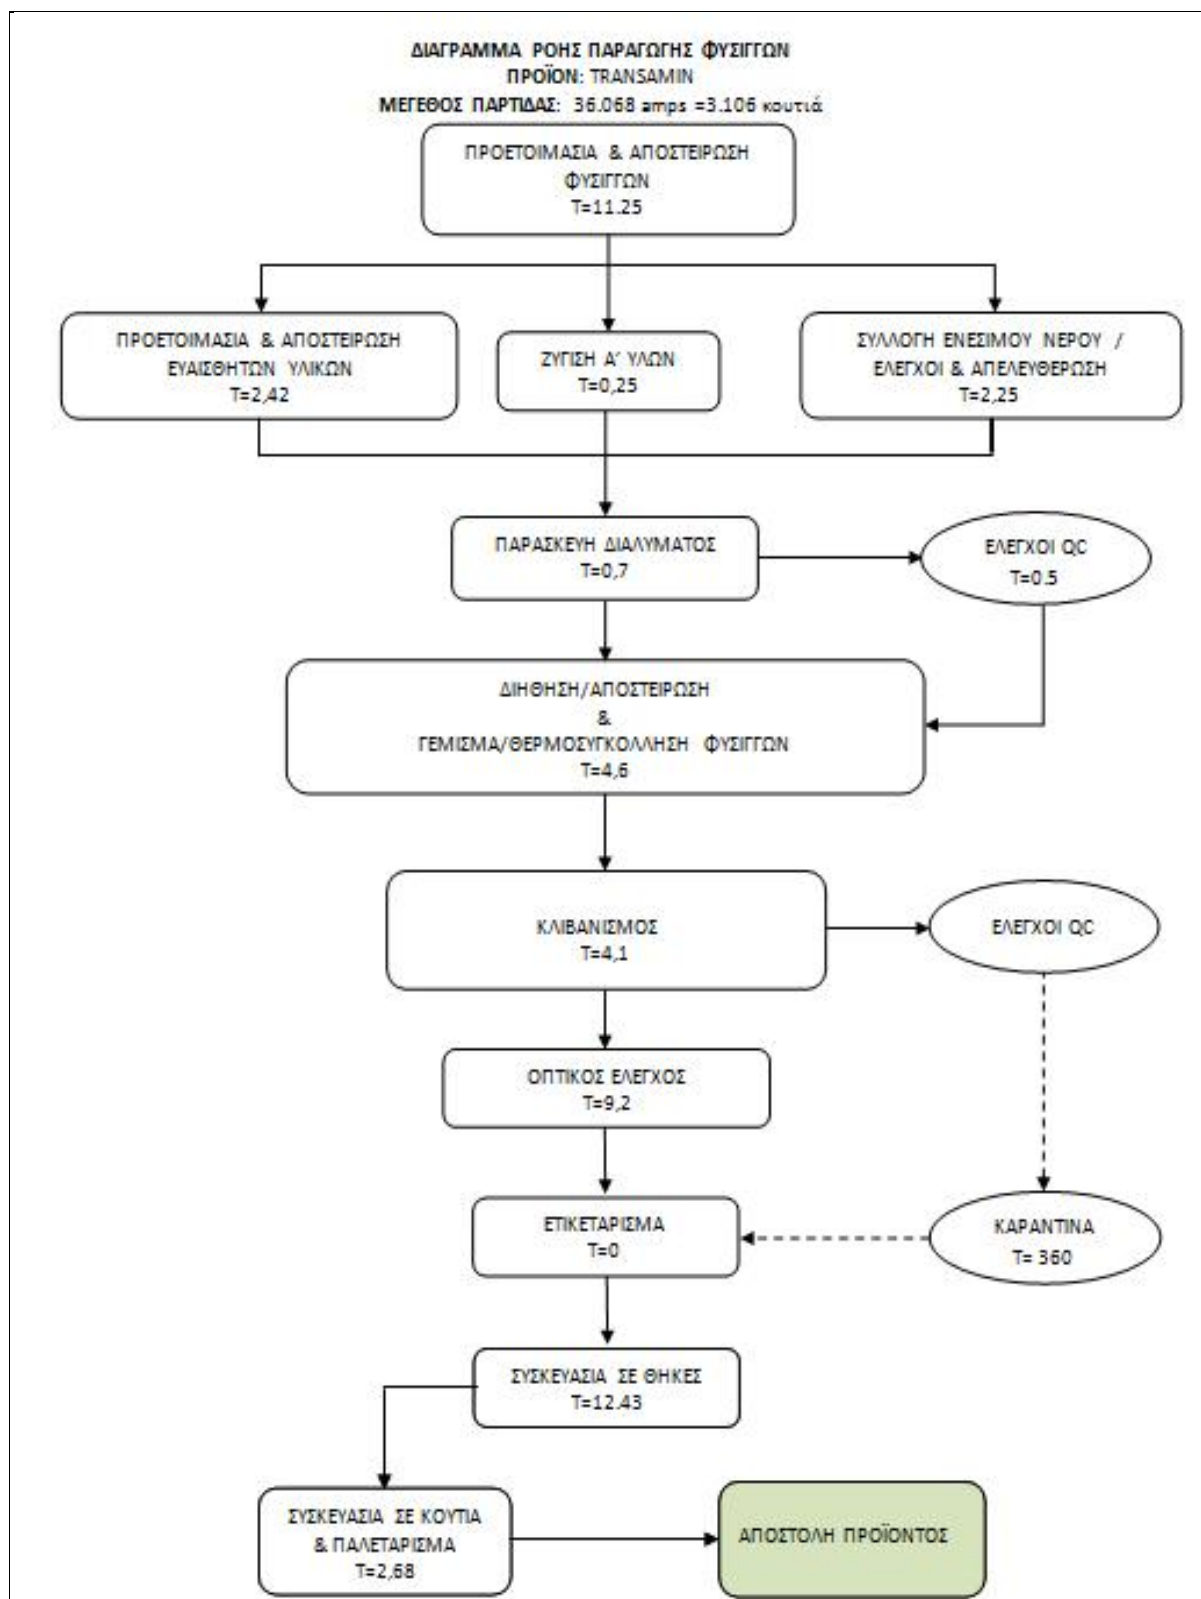 ΔΙΑΓΡΑΜΜΑ ΡΟΗΣ ΠΑΡΑΓΩΓΗΣ ΦΥΣΙΓΓΩΝ
ΠΡΟΪΟΝ: TRANSAMIN
ΜΕΓΕΘΟΣ ΠΑΡΤΙΔΑΣ: 36.068 amps =3.106 κουτιά
ΠΡΟΕΤΟΙΜΑΣΙΑ & ΑΠΟΣΤΕΙΡΩΣΗ
ΦΥΣΙΓΓΩΝ
Τ=11.25
ΠΡΟΕΤΟΙΜΑΣΙΑ & ΑΠΟΣΤΕΙΡΩΣΗ
ΕΥΑΙΣΘΗΤΩΝ ΥΛΙΚΩΝ
Τ=2,42
ΖΥΓΙΣΗ Α' ΥΛΩΝ
Τ=0,25
ΣΥΛΛΟΓΗ ΕΝΕΣΙΜΟΥ ΝΕΡΟΥ /
ΕΛΕΓΧΟΙ & ΑΠΕΛΕΥΘΕΡΩΣΗ
Τ=2,25
ΠΑΡΑΣΚΕΥΗ ΔΙΑΛΥΜΑΤΟΣ
Τ=0,7
ΕΛΕΓΧΟΙ QC
Τ=0.5
ΔΙΗΘΗΣΗ/ΑΠΟΣΤΕΙΡΩΣΗ
&
ΓΕΜΙΣΜΑ/ΘΕΡΜΟΣΥΓΚΟΛΛΗΣΗ ΦΥΣΙΓΓΩΝ
Τ=4,6
ΚΛΙΒΑΝΙΣΜΟΣ
Τ=4,1
ΕΛΕΓΧΟΙ QC
ΟΠΤΙΚΟΣ ΕΛΕΓΧΟΣ
Τ=9,2
ΕΤΙΚΕΤΑΡΙΣΜΑ
Τ=0
ΚΑΡΑΝΤΙΝΑ
Τ= 360
ΣΥΣΚΕΥΑΣΙΑ ΣΕ ΘΗΚΕΣ
Τ=12.43
ΣΥΣΚΕΥΑΣΙΑ ΣΕ ΚΟΥΤΙΑ
& ΠΑΛΕΤΑΡΙΣΜΑ
Τ=2,68
ΑΠΟΣΤΟΛΗ ΠΡΟΪΟΝΤΟΣ